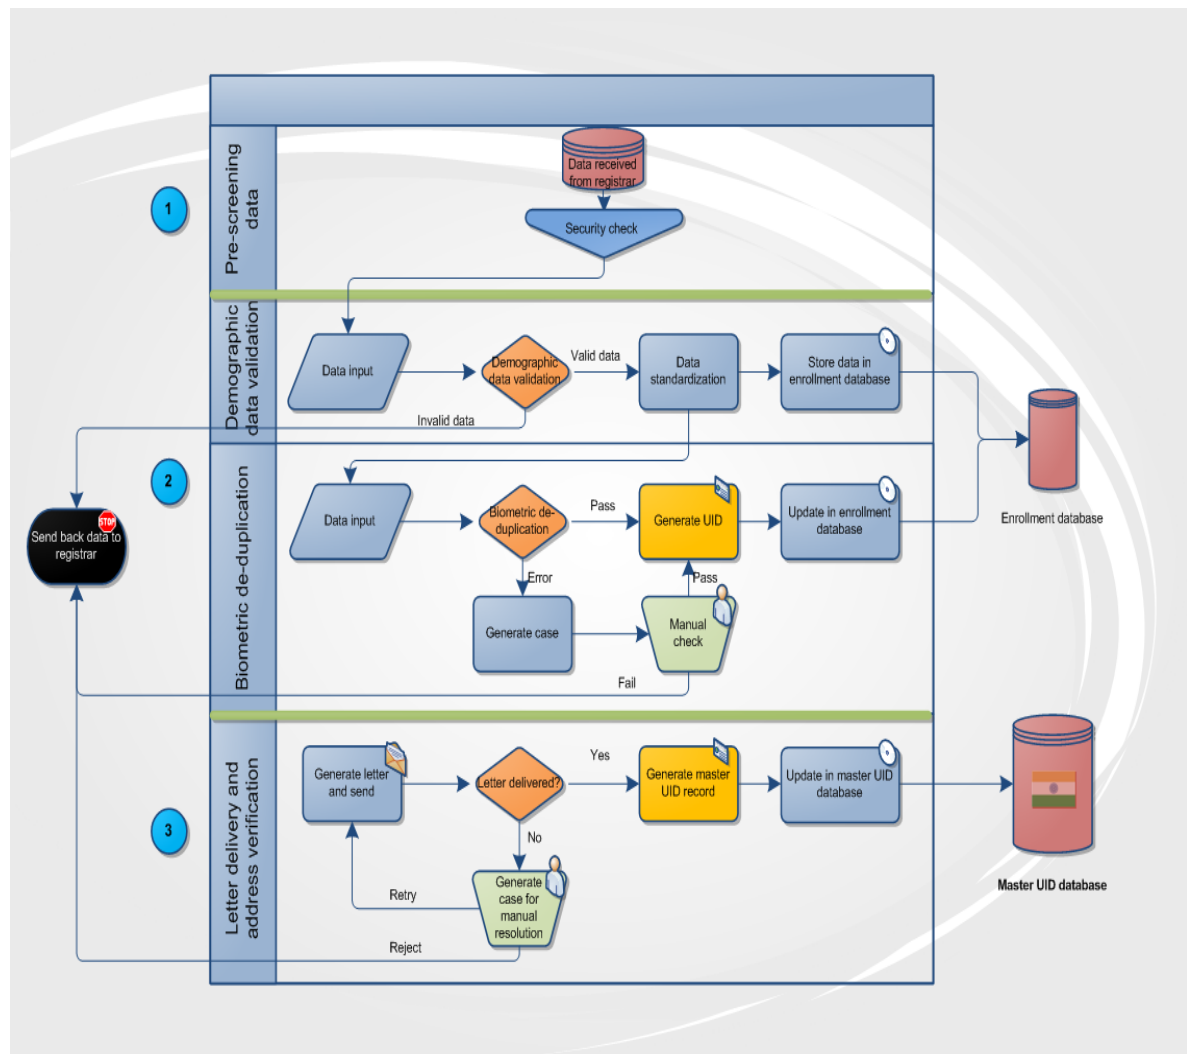 Pre-screening
data
Data received
from registrar
Security check
1
Demographic
data validation
Data input
Demographic
data validation
Valid data
Data
standardization
Store data in
enrollment database
Invalid data
Enrollment database
2
Biometric de-duplication
Data input
Biometric de-
duplication
Pass
Generate UID
Update in enrollment
database
STOP
Send back data to
registrar
Error
Generate case
Pass
Manual
check
Fail
3
Letter delivery and
address verification
Generate letter
and send
Letter delivered?
Yes
Generate master
UID record
Update in master UID
database
Master UID database
No
Generate
case for
manual
resolution
Retry
Reject